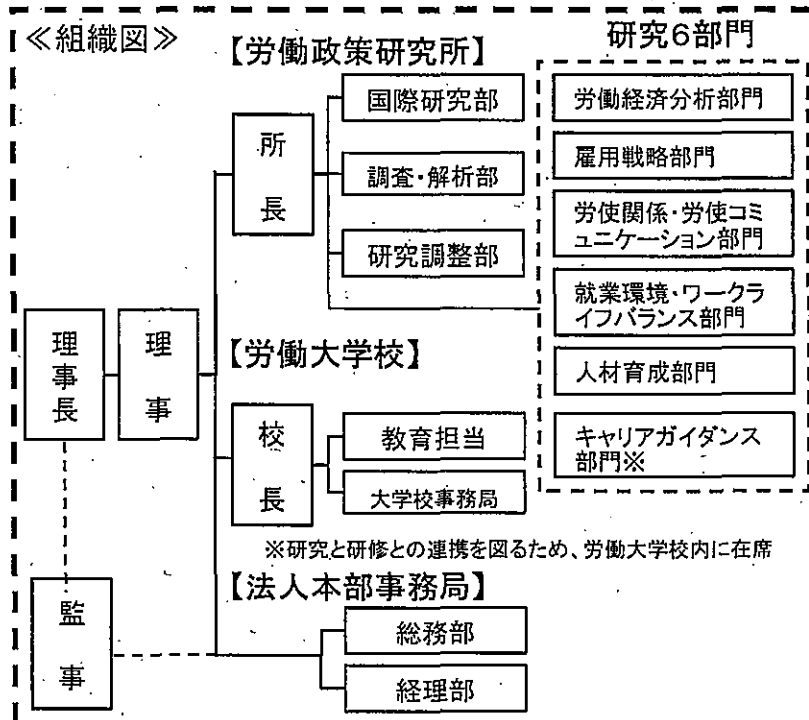 ≪組織図≫
【労働政策研究所】
研究6部門
所長
国際研究部
調査・解析部
研究調整部
労働経済分析部門
雇用戦略部門
労使関係・労使コミ
ュニケーション部門
就業環境・ワークラ
イフバランス部門
人材育成部門
キャリアガイダンス
部門※
理事長
理事
【労働大学校】
校長
教育担当
大学校事務局
※研究と研修との連携を図るため、労働大学校内に在席
【法人本部事務局】
監事
総務部
経理部